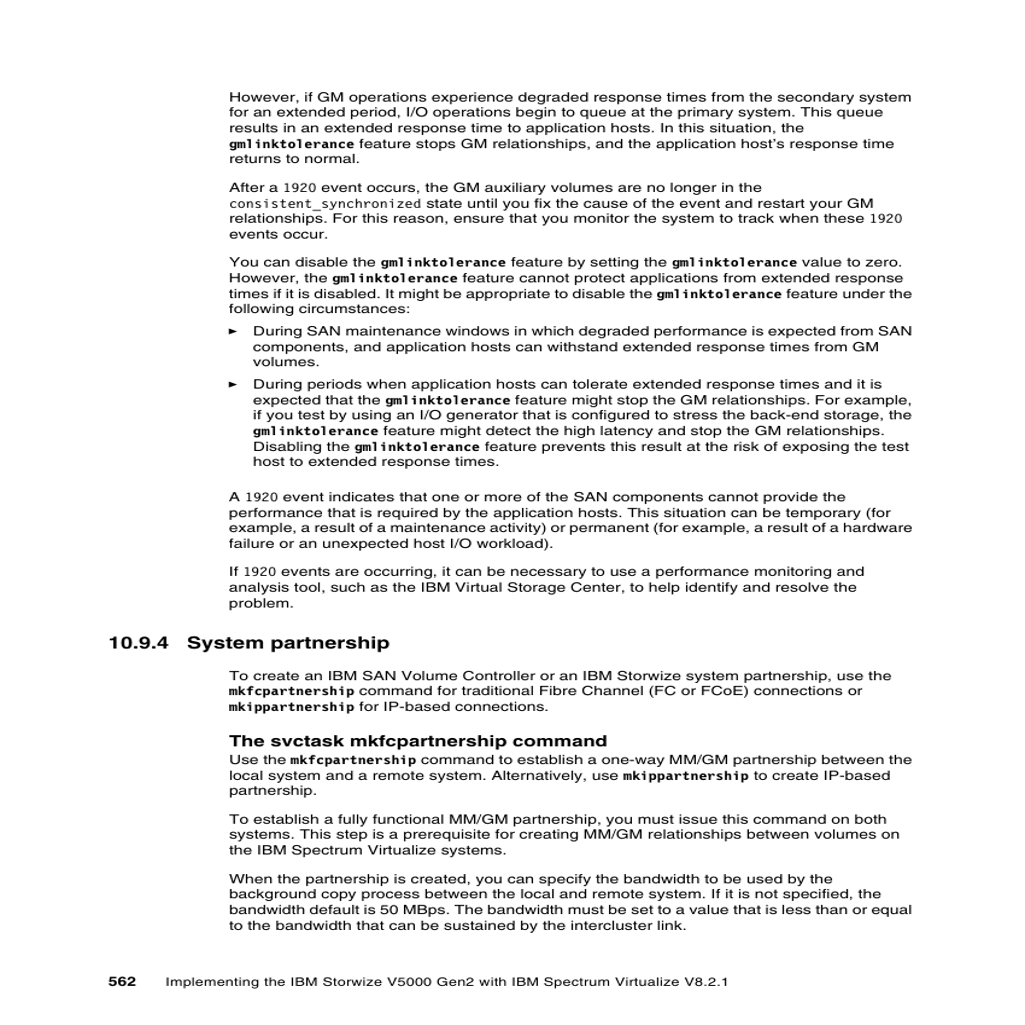 However, if GM operations experience degraded response times from the secondary system
for an extended period, I/O operations begin to queue at the primary system. This queue
results in an extended response time to application hosts. In this situation, the
gmlinktolerance feature stops GM relationships, and the application host’s response time
returns to normal.
After a 1920 event occurs, the GM auxiliary volumes are no longer in the
consistent_synchronized state until you fix the cause of the event and restart your GM
relationships. For this reason, ensure that you monitor the system to track when these 1920
events occur.
You can disable the gmlinktolerance feature by setting the gmlinktolerance value to zero.
However, the gmlinktolerance feature cannot protect applications from extended response
times if it is disabled. It might be appropriate to disable the gmlinktolerance feature under the
following circumstances:
► During SAN maintenance windows in which degraded performance is expected from SAN
components, and application hosts can withstand extended response times from GM
volumes.
► During periods when application hosts can tolerate extended response times and it is
expected that the gmlinktolerance feature might stop the GM relationships. For example,
if you test by using an I/O generator that is configured to stress the back-end storage, the
gmlinktolerance feature might detect the high latency and stop the GM relationships.
Disabling the gmlinktolerance feature prevents this result at the risk of exposing the test
host to extended response times.
A 1920 event indicates that one or more of the SAN components cannot provide the
performance that is required by the application hosts. This situation can be temporary (for
example, a result of a maintenance activity) or permanent (for example, a result of a hardware
failure or an unexpected host I/O workload).
If 1920 events are occurring, it can be necessary to use a performance monitoring and
analysis tool, such as the IBM Virtual Storage Center, to help identify and resolve the
problem.
10.9.4 System partnership
To create an IBM SAN Volume Controller or an IBM Storwize system partnership, use the
mkfcpartnership command for traditional Fibre Channel (FC or FCoE) connections or
mkippartnership for IP-based connections.
The svctask mkfcpartnership command
Use the mkfcpartnership command to establish a one-way MM/GM partnership between the
local system and a remote system. Alternatively, use mkippartnership to create IP-based
partnership.
To establish a fully functional MM/GM partnership, you must issue this command on both
systems. This step is a prerequisite for creating MM/GM relationships between volumes on
the IBM Spectrum Virtualize systems.
When the partnership is created, you can specify the bandwidth to be used by the
background copy process between the local and remote system. If it is not specified, the
bandwidth default is 50 MBps. The bandwidth must be set to a value that is less than or equal
to the bandwidth that can be sustained by the intercluster link.
562 Implementing the IBM Storwize V5000 Gen2 with IBM Spectrum Virtualize V8.2.1